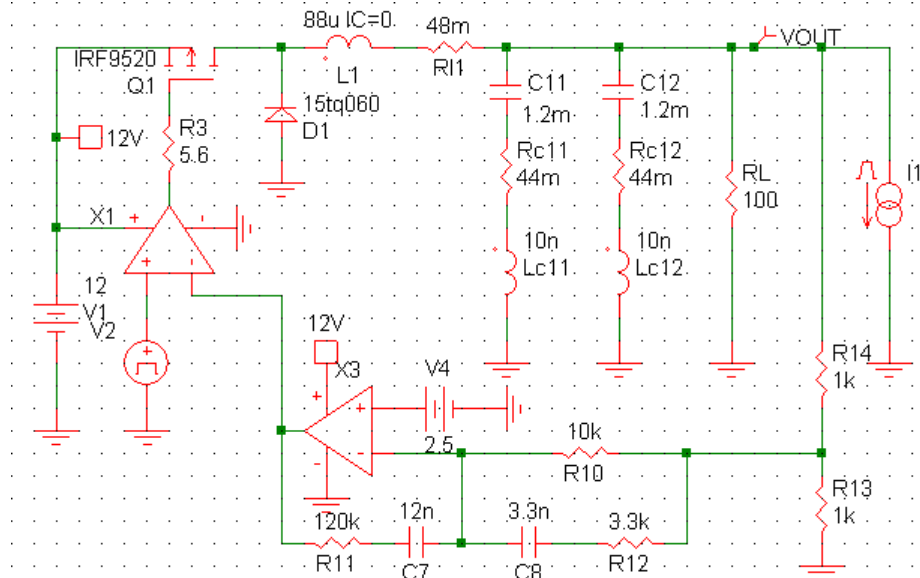 88u IC=0.
48m
VOUT
IRF9520
Q1
L1
Rl1
C11
1.2m
C12
1.2m
15tq060
D1
12V
R3
5.6
Rc11
44m
Rc12
44m
RL
100
I1
X1
+
-
+
-
10n
Lc11
10n
Lc12
12
V1
V2
+
12V
X3
V4
R14
1k
+
+
2.5
-
-
10k
R10
R13
1k
120k
R11
12n
C7
3.3n
C8
3.3k
R12